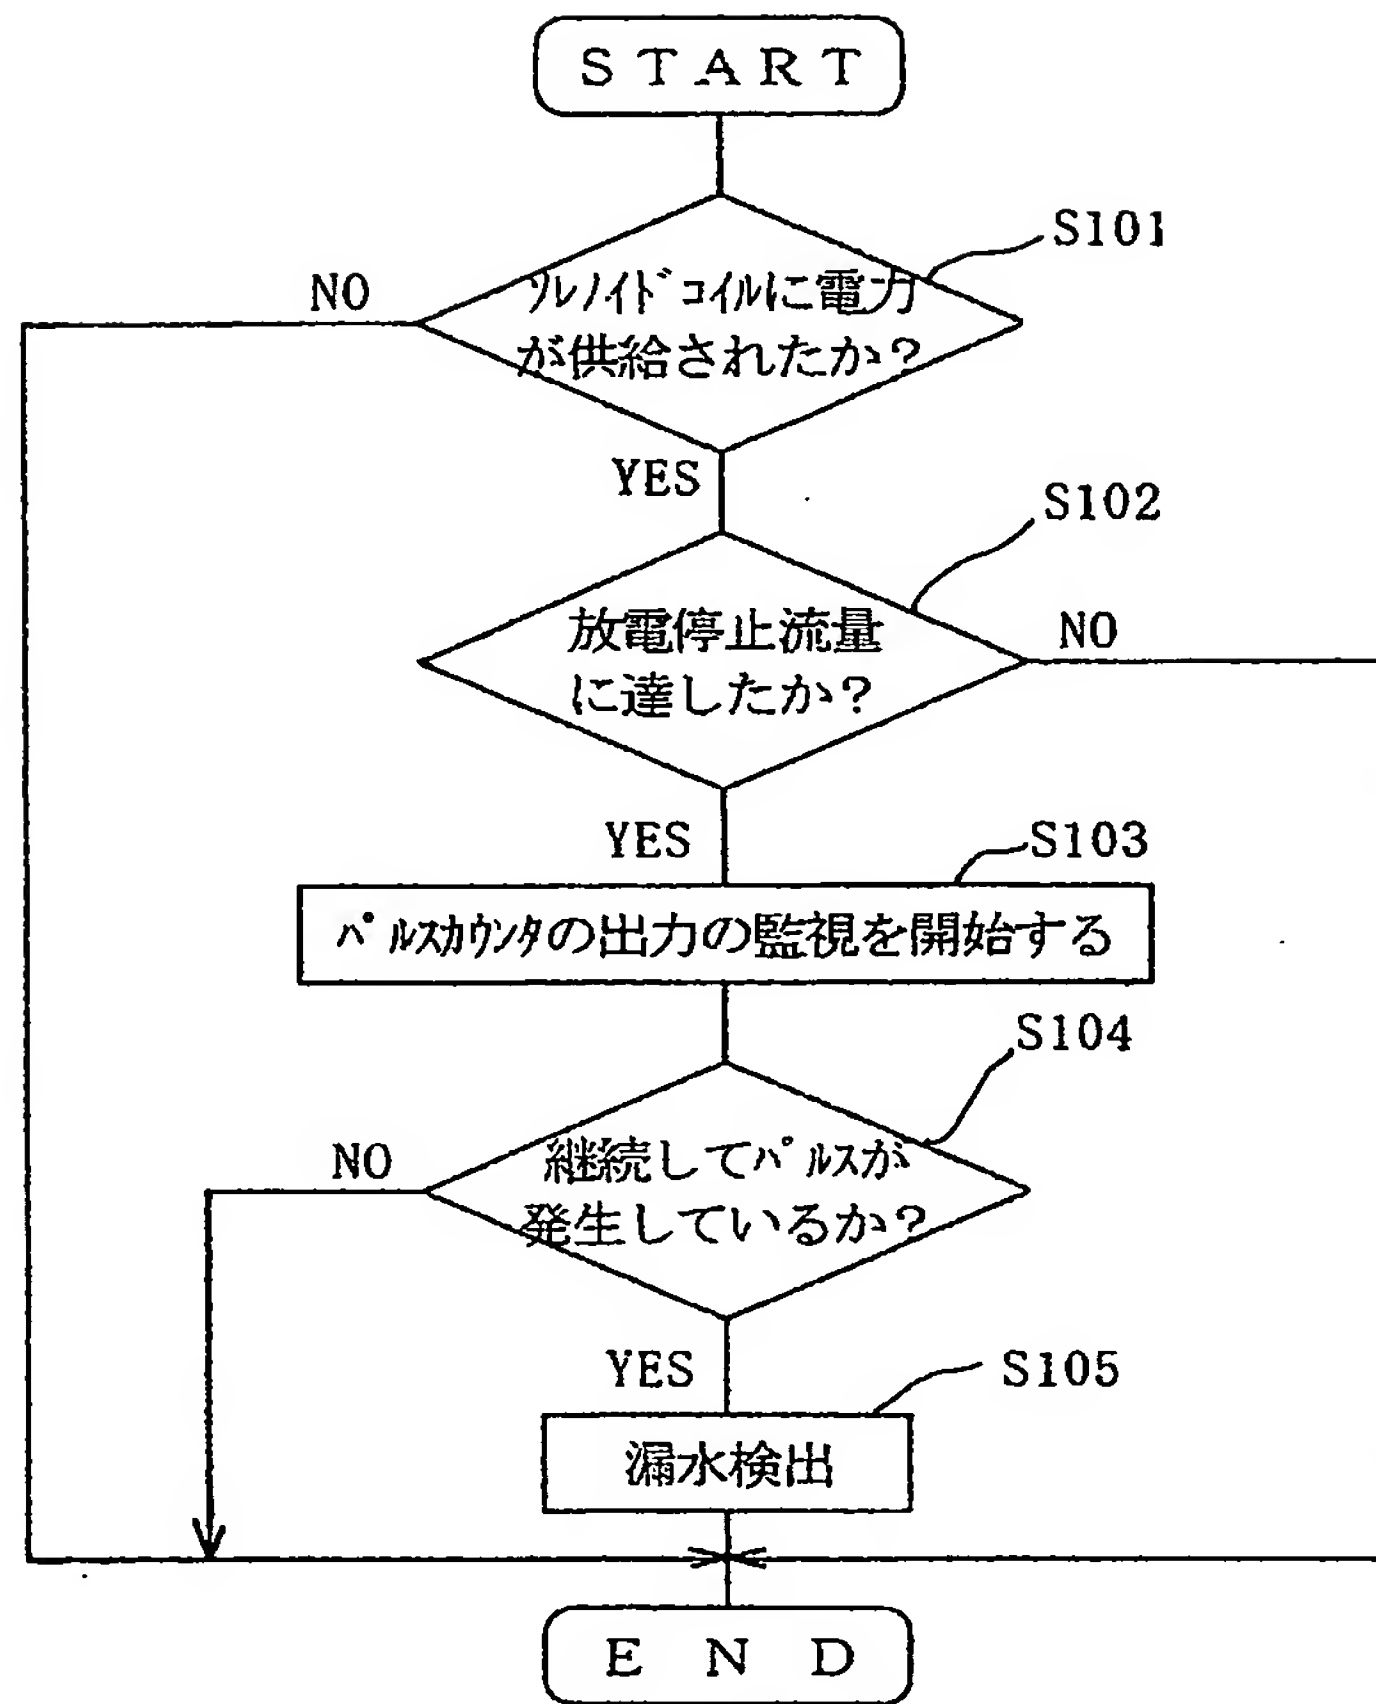 START
S101
NO
ソレノイドコイルに電力
が供給されたか？
YES
S102
放電停止流量
に達したか？
NO
YES
S103
パルスカウンタの出力の監視を開始する
S104
NO
継続してパルスが
発生しているか？
YES
S105
漏水検出
END